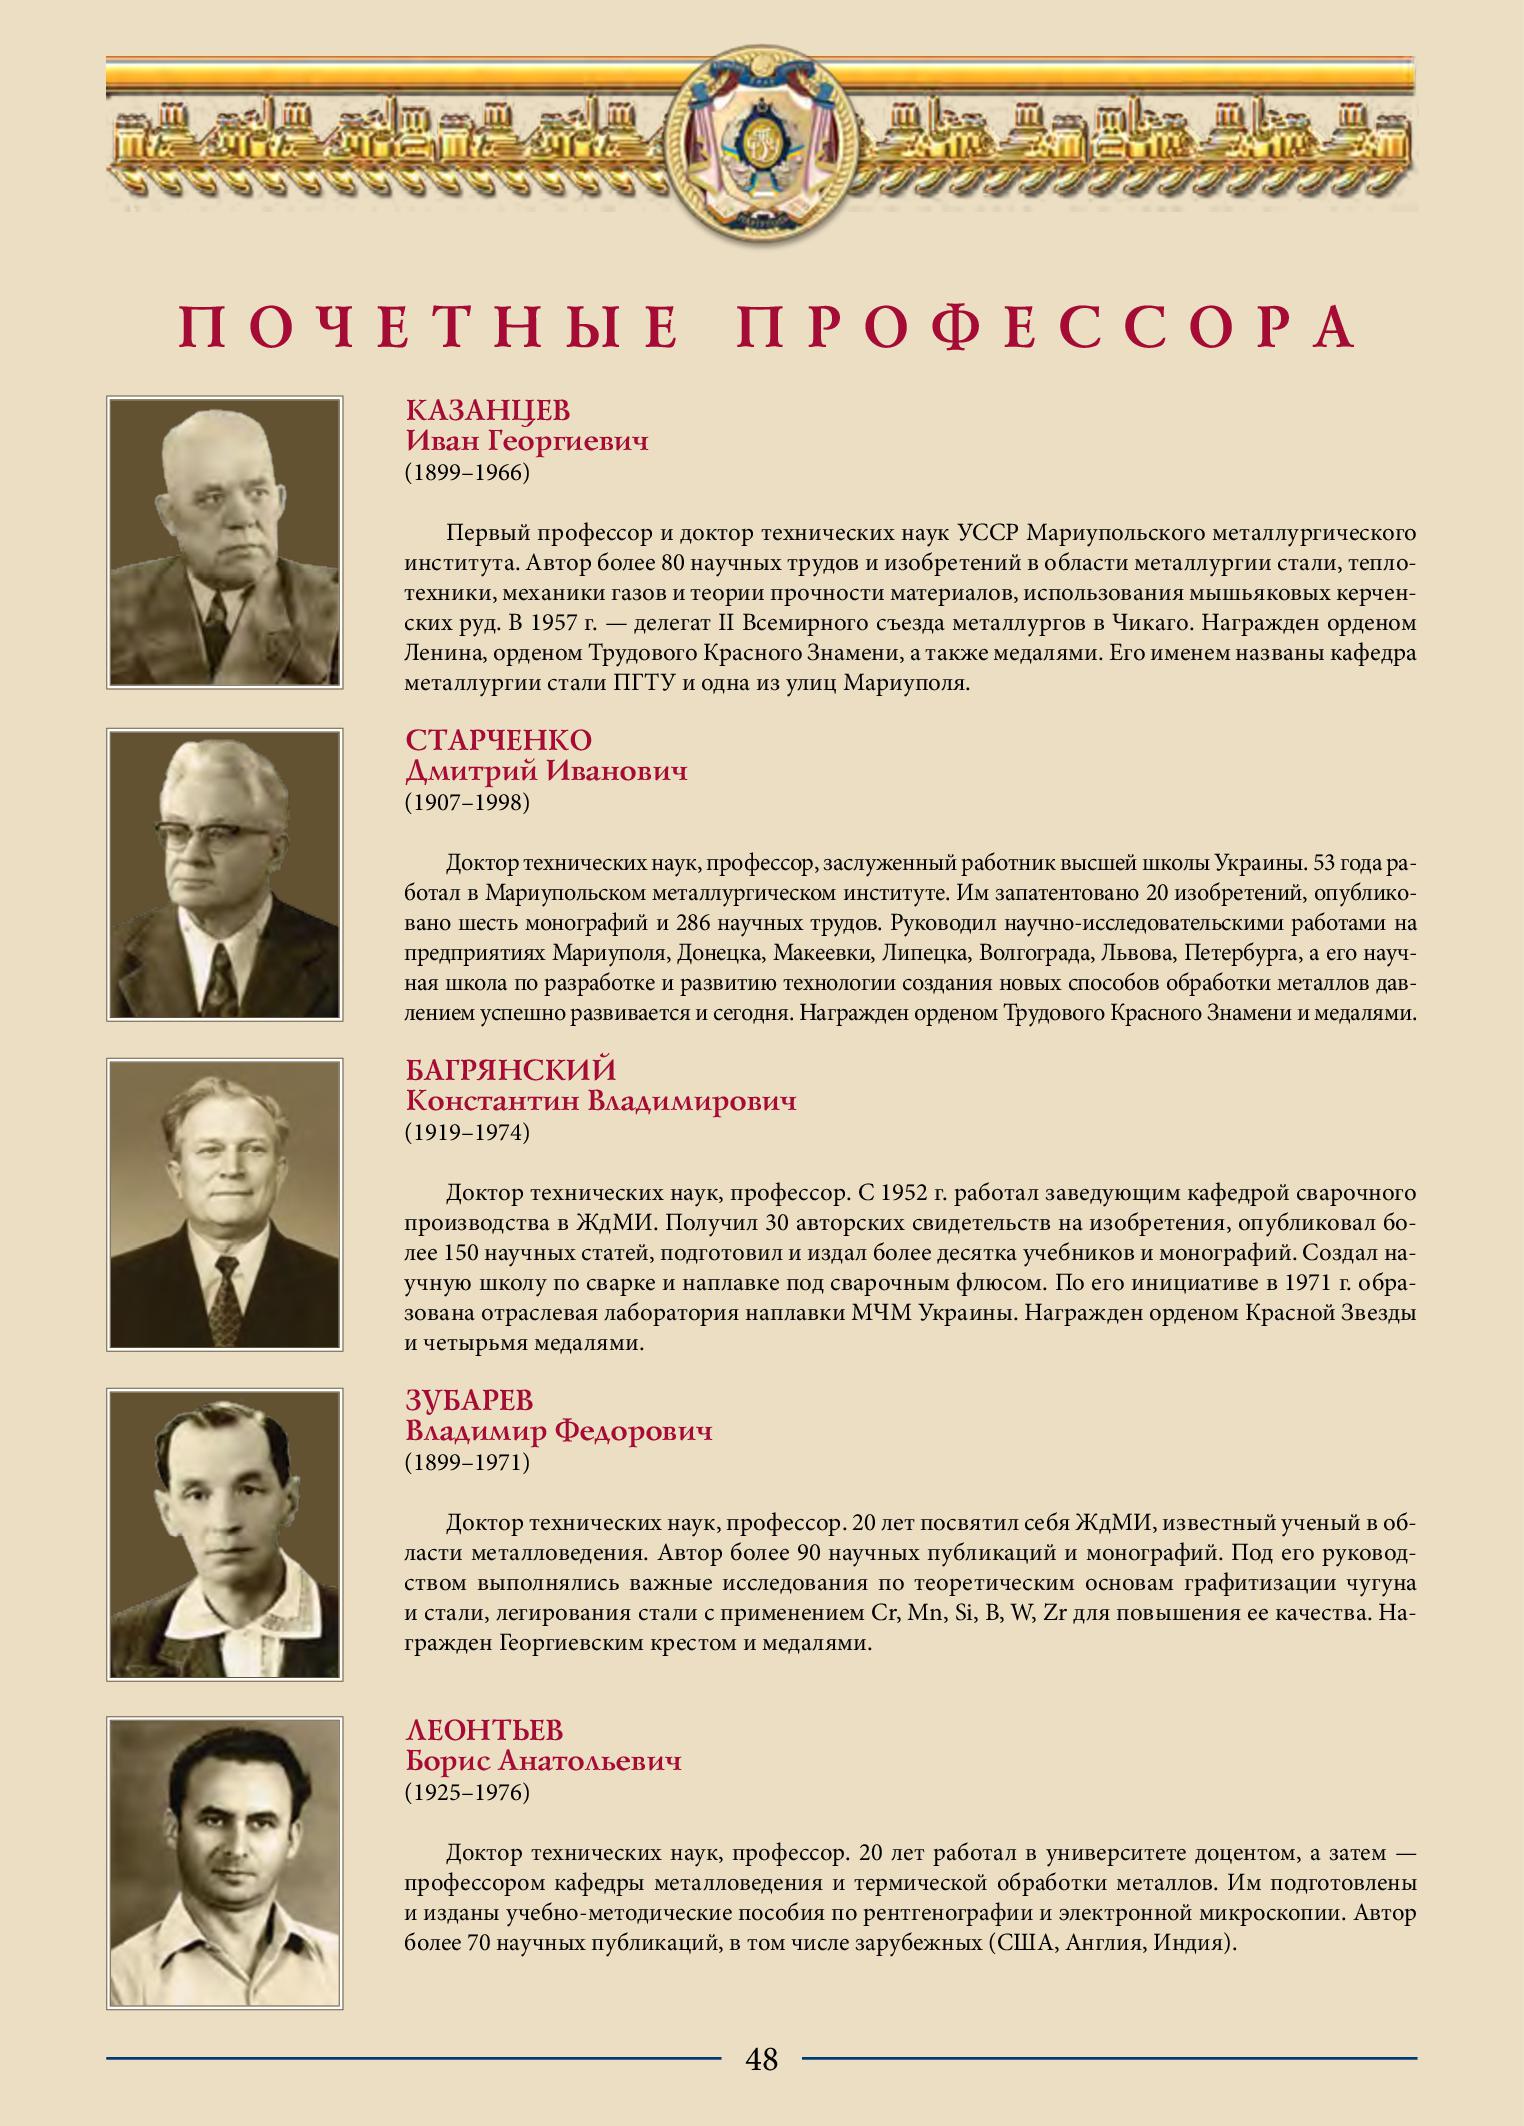 ПОЧЕТНЫЕ ПРОФЕССОРА
КАЗАНЦЕВ
Иван Георгиевич
(1899–1966)
Первый профессор и доктор технических наук УССР Мариупольского металлургического
института. Автор более 80 научных трудов и изобретений в области металлургии стали, тепло-
техники, механики газов и теории прочности материалов, использования мышьяковых керчен-
ских руд. В 1957 г. — делегат II Всемирного съезда металлургов в Чикаго. Награжден орденом
Ленина, орденом Трудового Красного Знамени, а также медалями. Его именем названы кафедра
металлургии стали ПГТУ и одна из улиц Мариуполя.
СТАРЧЕНКО
Дмитрий Иванович
(1907–1998)
Доктор технических наук, профессор, заслуженный работник высшей школы Украины. 53 года ра-
ботал в Мариупольском металлургическом институте. Им запатентовано 20 изобретений, опублико-
вано шесть монографий и 286 научных трудов. Руководил научно-исследовательскими работами на
предприятиях Мариуполя, Донецка, Макеевки, Липецка, Волгограда, Львова, Петербурга, а его науч-
ная школа по разработке и развитию технологии создания новых способов обработки металлов дав-
лением успешно развивается и сегодня. Награжден орденом Трудового Красного Знамени и медалями.
БАГРЯНСКИЙ
Константин Владимирович
(1919–1974)
Доктор технических наук, профессор. С 1952 г. работал заведующим кафедрой сварочного
производства в ЖдМИ. Получил 30 авторских свидетельств на изобретения, опубликовал бо-
лее 150 научных статей, подготовил и издал более десятка учебников и монографий. Создал на-
учную школу по сварке и наплавке под сварочным флюсом. По его инициативе в 1971 г. обра-
зована отраслевая лаборатория наплавки МЧМ Украины. Награжден орденом Красной Звезды
и четырьмя медалями.
ЗУБАРЕВ
Владимир Федорович
(1899–1971)
Доктор технических наук, профессор. 20 лет посвятил себя ЖдМИ, известный ученый в об-
ласти металловедения. Автор более 90 научных публикаций и монографий. Под его руковод-
ством выполнялись важные исследования по теоретическим основам графитизации чугуна
и стали, легирования стали с применением Cr, Mn, Si, B, W, Zr для повышения ее качества. На-
гражден Георгиевским крестом и медалями.
ЛЕОНТЬЕВ
Борис Анатольевич
(1925–1976)
Доктор технических наук, профессор. 20 лет работал в университете доцентом, а затем —
профессором кафедры металловедения и термической обработки металлов. Им подготовлены
и изданы учебно-методические пособия по рентгенографии и электронной микроскопии. Автор
более 70 научных публикаций, в том числе зарубежных (США, Англия, Индия).
48